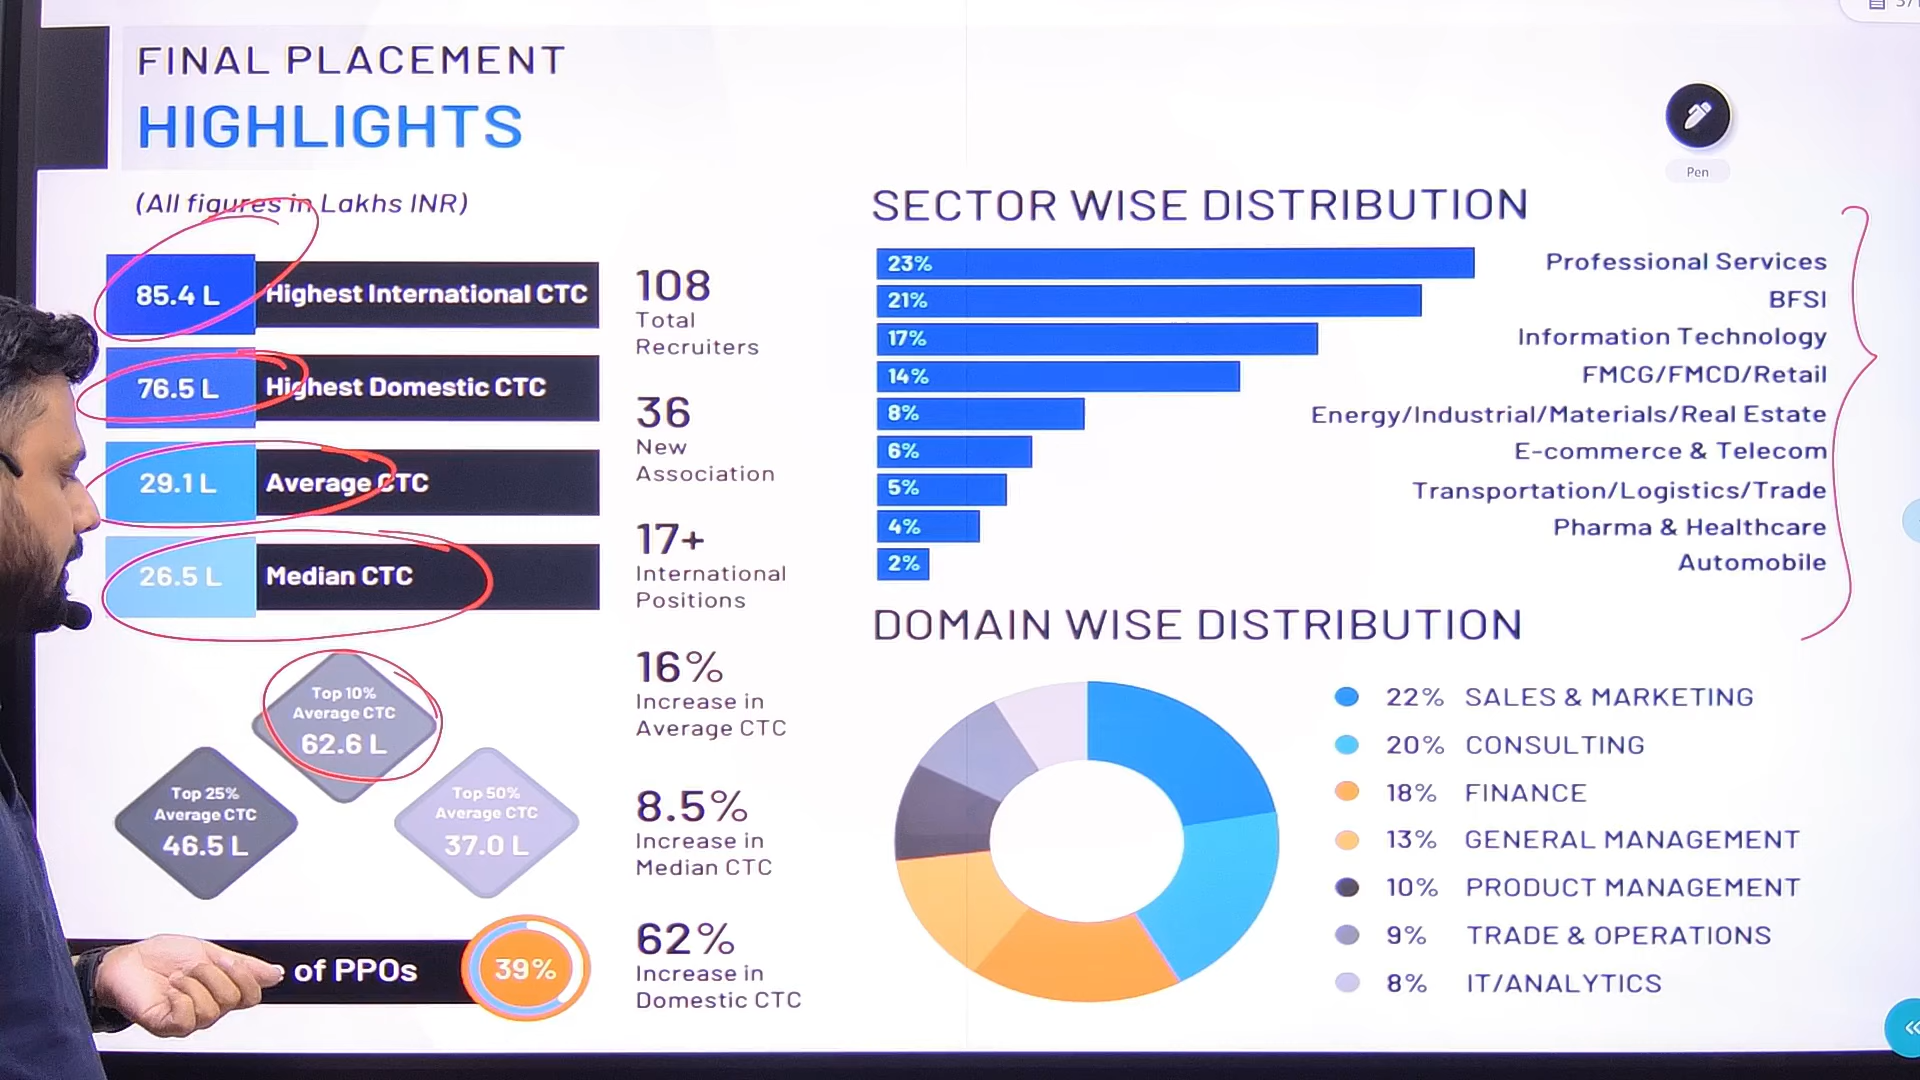 FINAL PLACEMENT
HIGHLIGHTS
(All figures in Lakhs INR)
85.4 L Highest International CTC
76.5 L Highest Domestic CTC
29.1 L Average CTC
26.5 L Median CTC
Top 10%
Average CTC
62.6 L
Top 25%
Average CTC
46.5 L
Top 50%
Average CTC
37.0 L
of PPOs 39%
108
Total
Recruiters
36
New
Association
17+
International
Positions
16%
Increase in
Average CTC
8.5%
Increase in
Median CTC
62%
Increase in
Domestic CTC
Pen
SECTOR WISE DISTRIBUTION
23% Professional Services
21% BFSI
17% Information Technology
14% FMCG/FMCD/Retail
8% Energy/Industrial/Materials/Real Estate
6% E-commerce & Telecom
5% Transportation/Logistics/Trade
4% Pharma & Healthcare
2% Automobile
DOMAIN WISE DISTRIBUTION
22% SALES & MARKETING
20% CONSULTING
18% FINANCE
13% GENERAL MANAGEMENT
10% PRODUCT MANAGEMENT
9% TRADE & OPERATIONS
8% IT/ANALYTICS